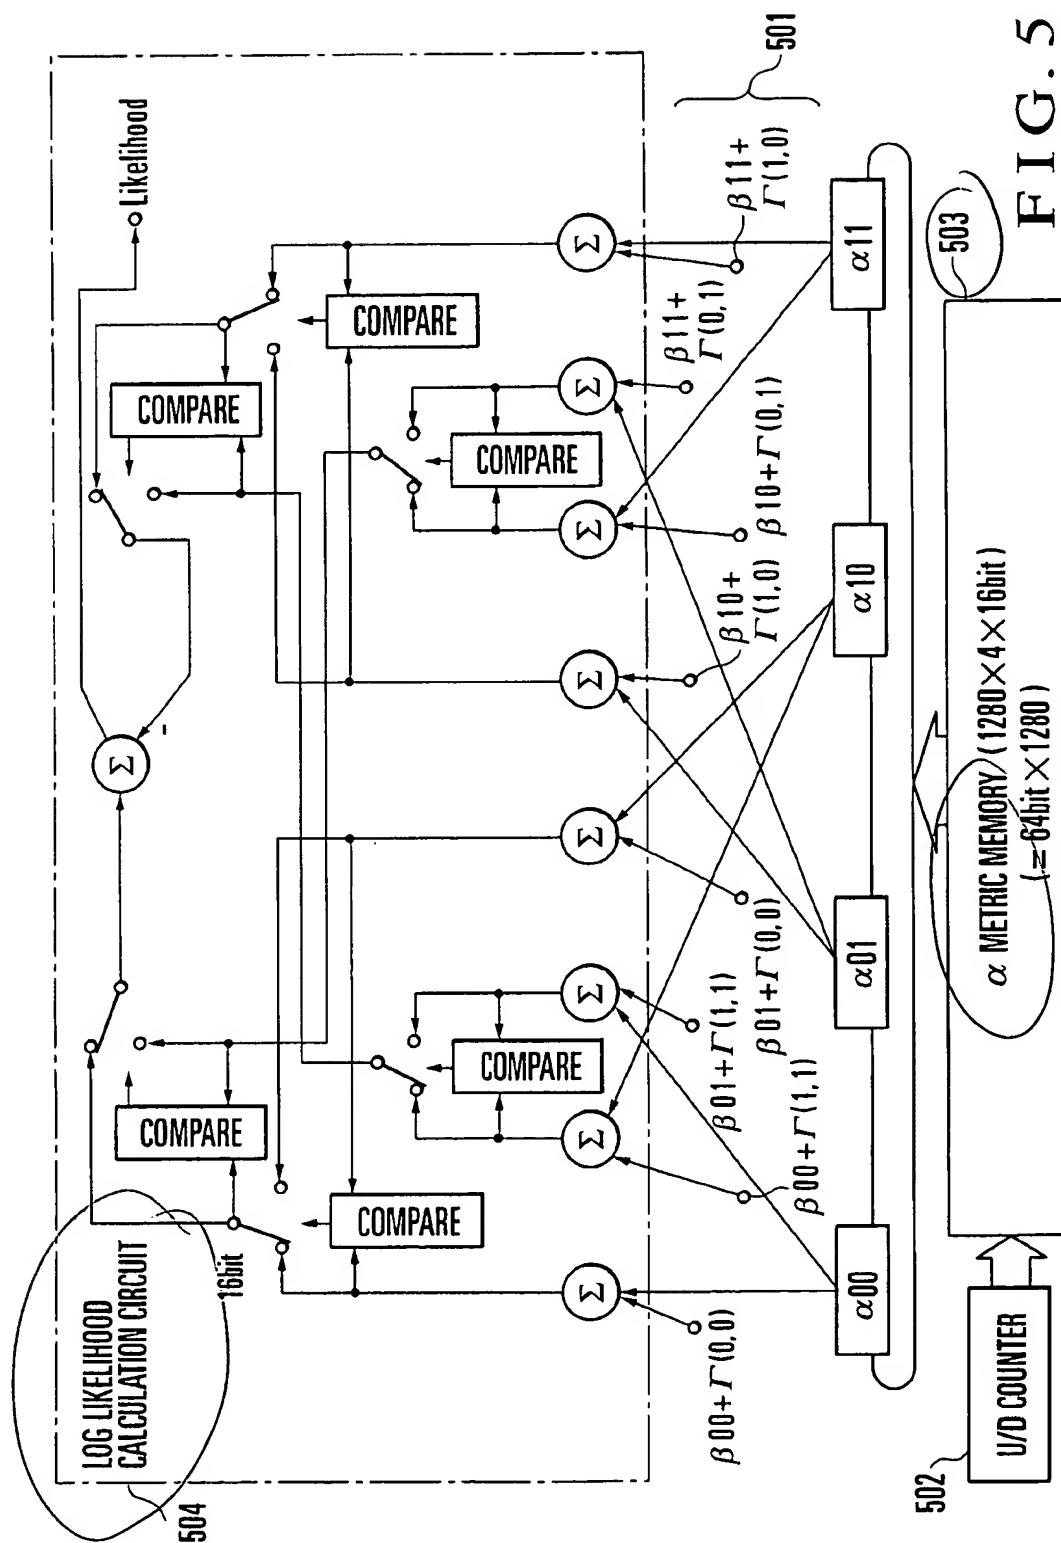 LOG LIKELIHOOD
CALCULATION CIRCUIT
504
16bit
COMPARE
COMPARE
COMPARE
Σ
-
COMPARE
COMPARE
COMPARE
Likelihood
Σ
Σ
Σ
Σ
Σ
Σ
Σ
Σ
β00+Γ(0,0)
β00+Γ(1,1)
β01+Γ(1,1)
β01+Γ(0,0)
β10+
Γ(1,0)
β10+Γ(0,1)
β11+
Γ(0,1)
β11+
Γ(1,0)
501
α00
α01
α10
α11
502
U/D COUNTER
α METRIC MEMORY (1280×4×16bit)
(=64bit×1280)
503
FIG. 5